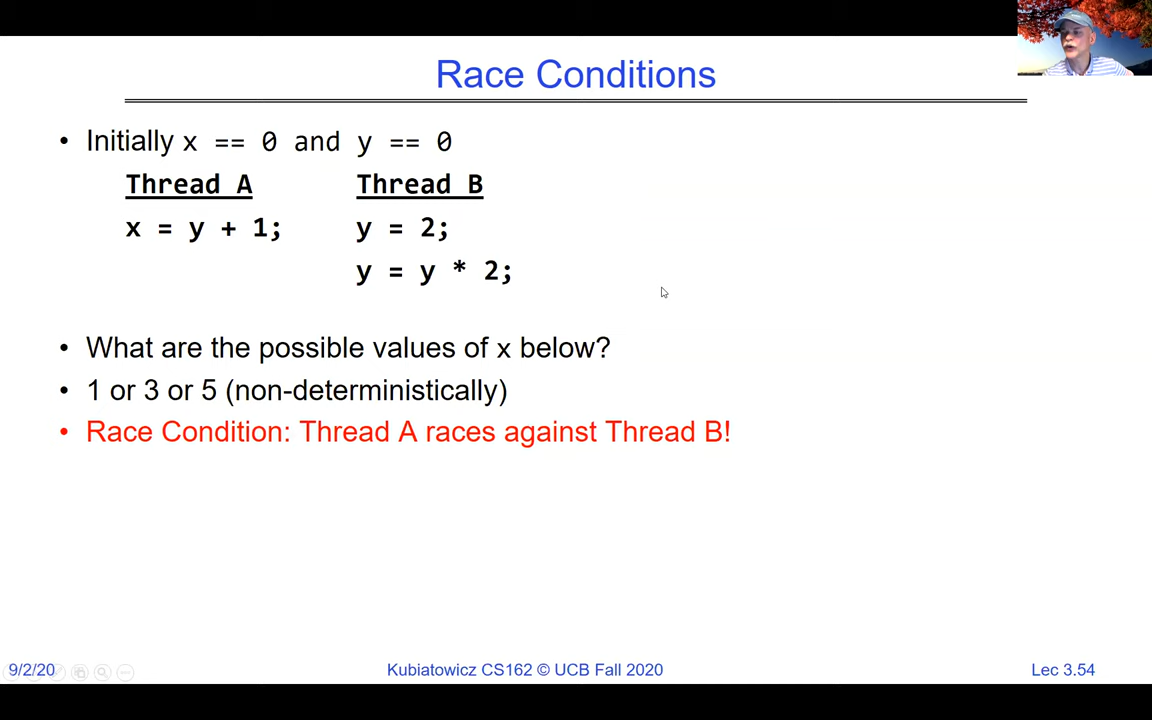 Race Conditions
• Initially x == 0 and y == 0
Thread A Thread B
x = y + 1; y = 2;
y = y * 2;
• What are the possible values of x below?
• 1 or 3 or 5 (non-deterministically)
• Race Condition: Thread A races against Thread B!
9/2/20 Kubiatowicz CS162 © UCB Fall 2020 Lec 3.54